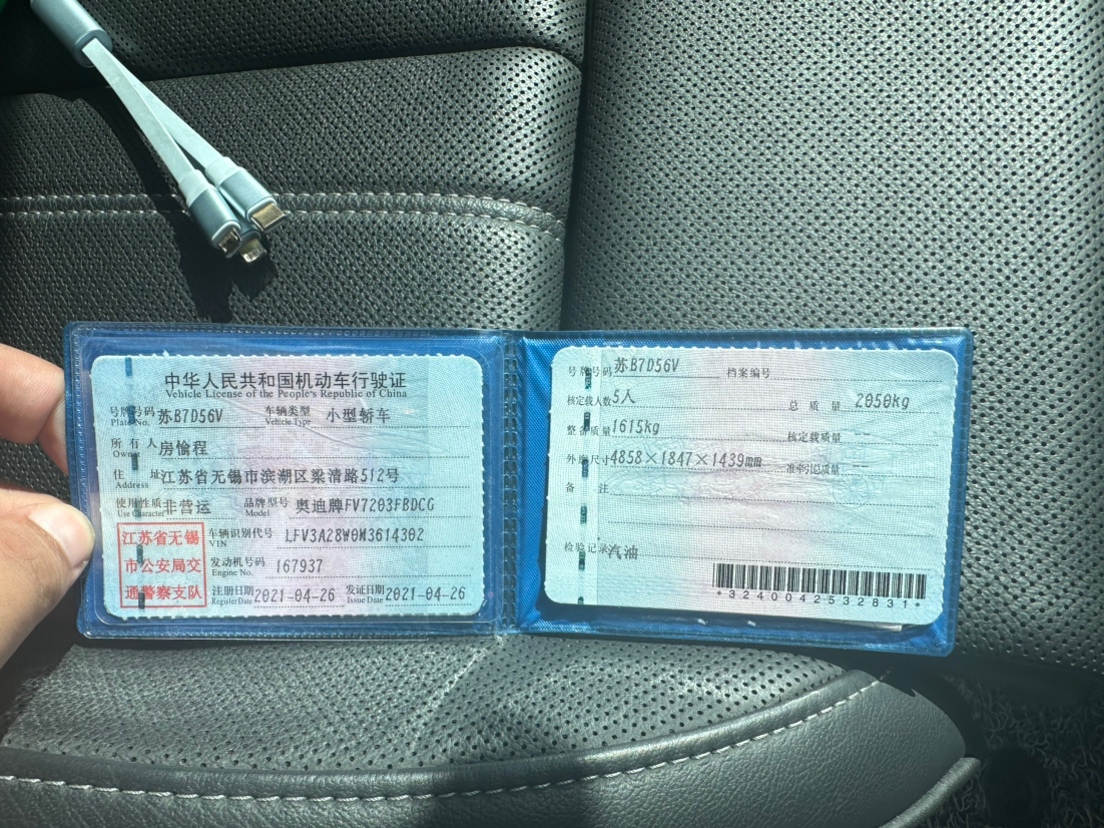 中华人民共和国机动车行驶证
Vehicle License of the People's Republic of China
号牌号码 苏B7D56V 车辆类型 小型轿车
Plate No. Vehicle Type
所有人 房愉程
Owner
住址 江苏省无锡市滨湖区梁清路512号
Address
使用性质 非营运 品牌型号 奥迪牌FV7203FBDCG
Use Character Model
江苏省无锡
市公安局交
通警察支队
车辆识别代号 LFV3A28W0M3614302
VIN
发动机号码 167937
Engine No.
注册日期 2021-04-26 发证日期 2021-04-26
Register Date Issue Date
号牌号码 苏B7D56V 档案编号
核定载人数 5人 总质量 2050kg
整备质量 1615kg 核定载质量 --
外廓尺寸 4858×1847×1439mm 准牵引总质量 --
备注
检验记录 汽油
*3240042532831*